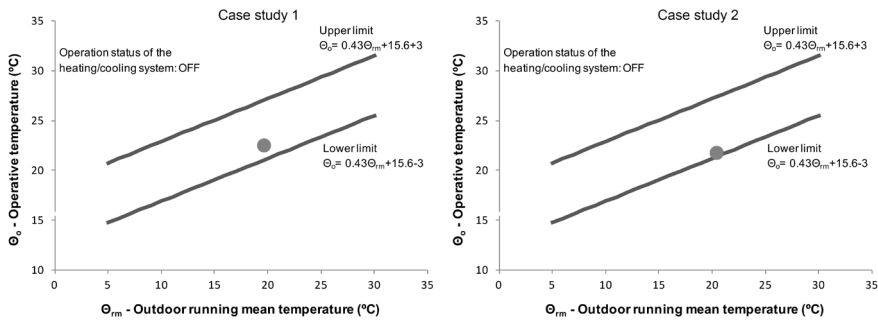 Case study 1
Upper limit
Θo= 0.43Θrm+15.6+3
Operation status of the
heating/cooling system: OFF
Lower limit
Θo= 0.43Θrm+15.6-3
Θo - Operative temperature (ºC)
35
30
25
20
15
10
0
5
10
15
20
25
30
35
Θrm - Outdoor running mean temperature (ºC)
Case study 2
Upper limit
Θo= 0.43Θrm+15.6+3
Operation status of the
heating/cooling system: OFF
Lower limit
Θo= 0.43Θrm+15.6-3
Θo - Operative temperature (ºC)
35
30
25
20
15
10
0
5
10
15
20
25
30
35
Θrm - Outdoor running mean temperature (ºC)